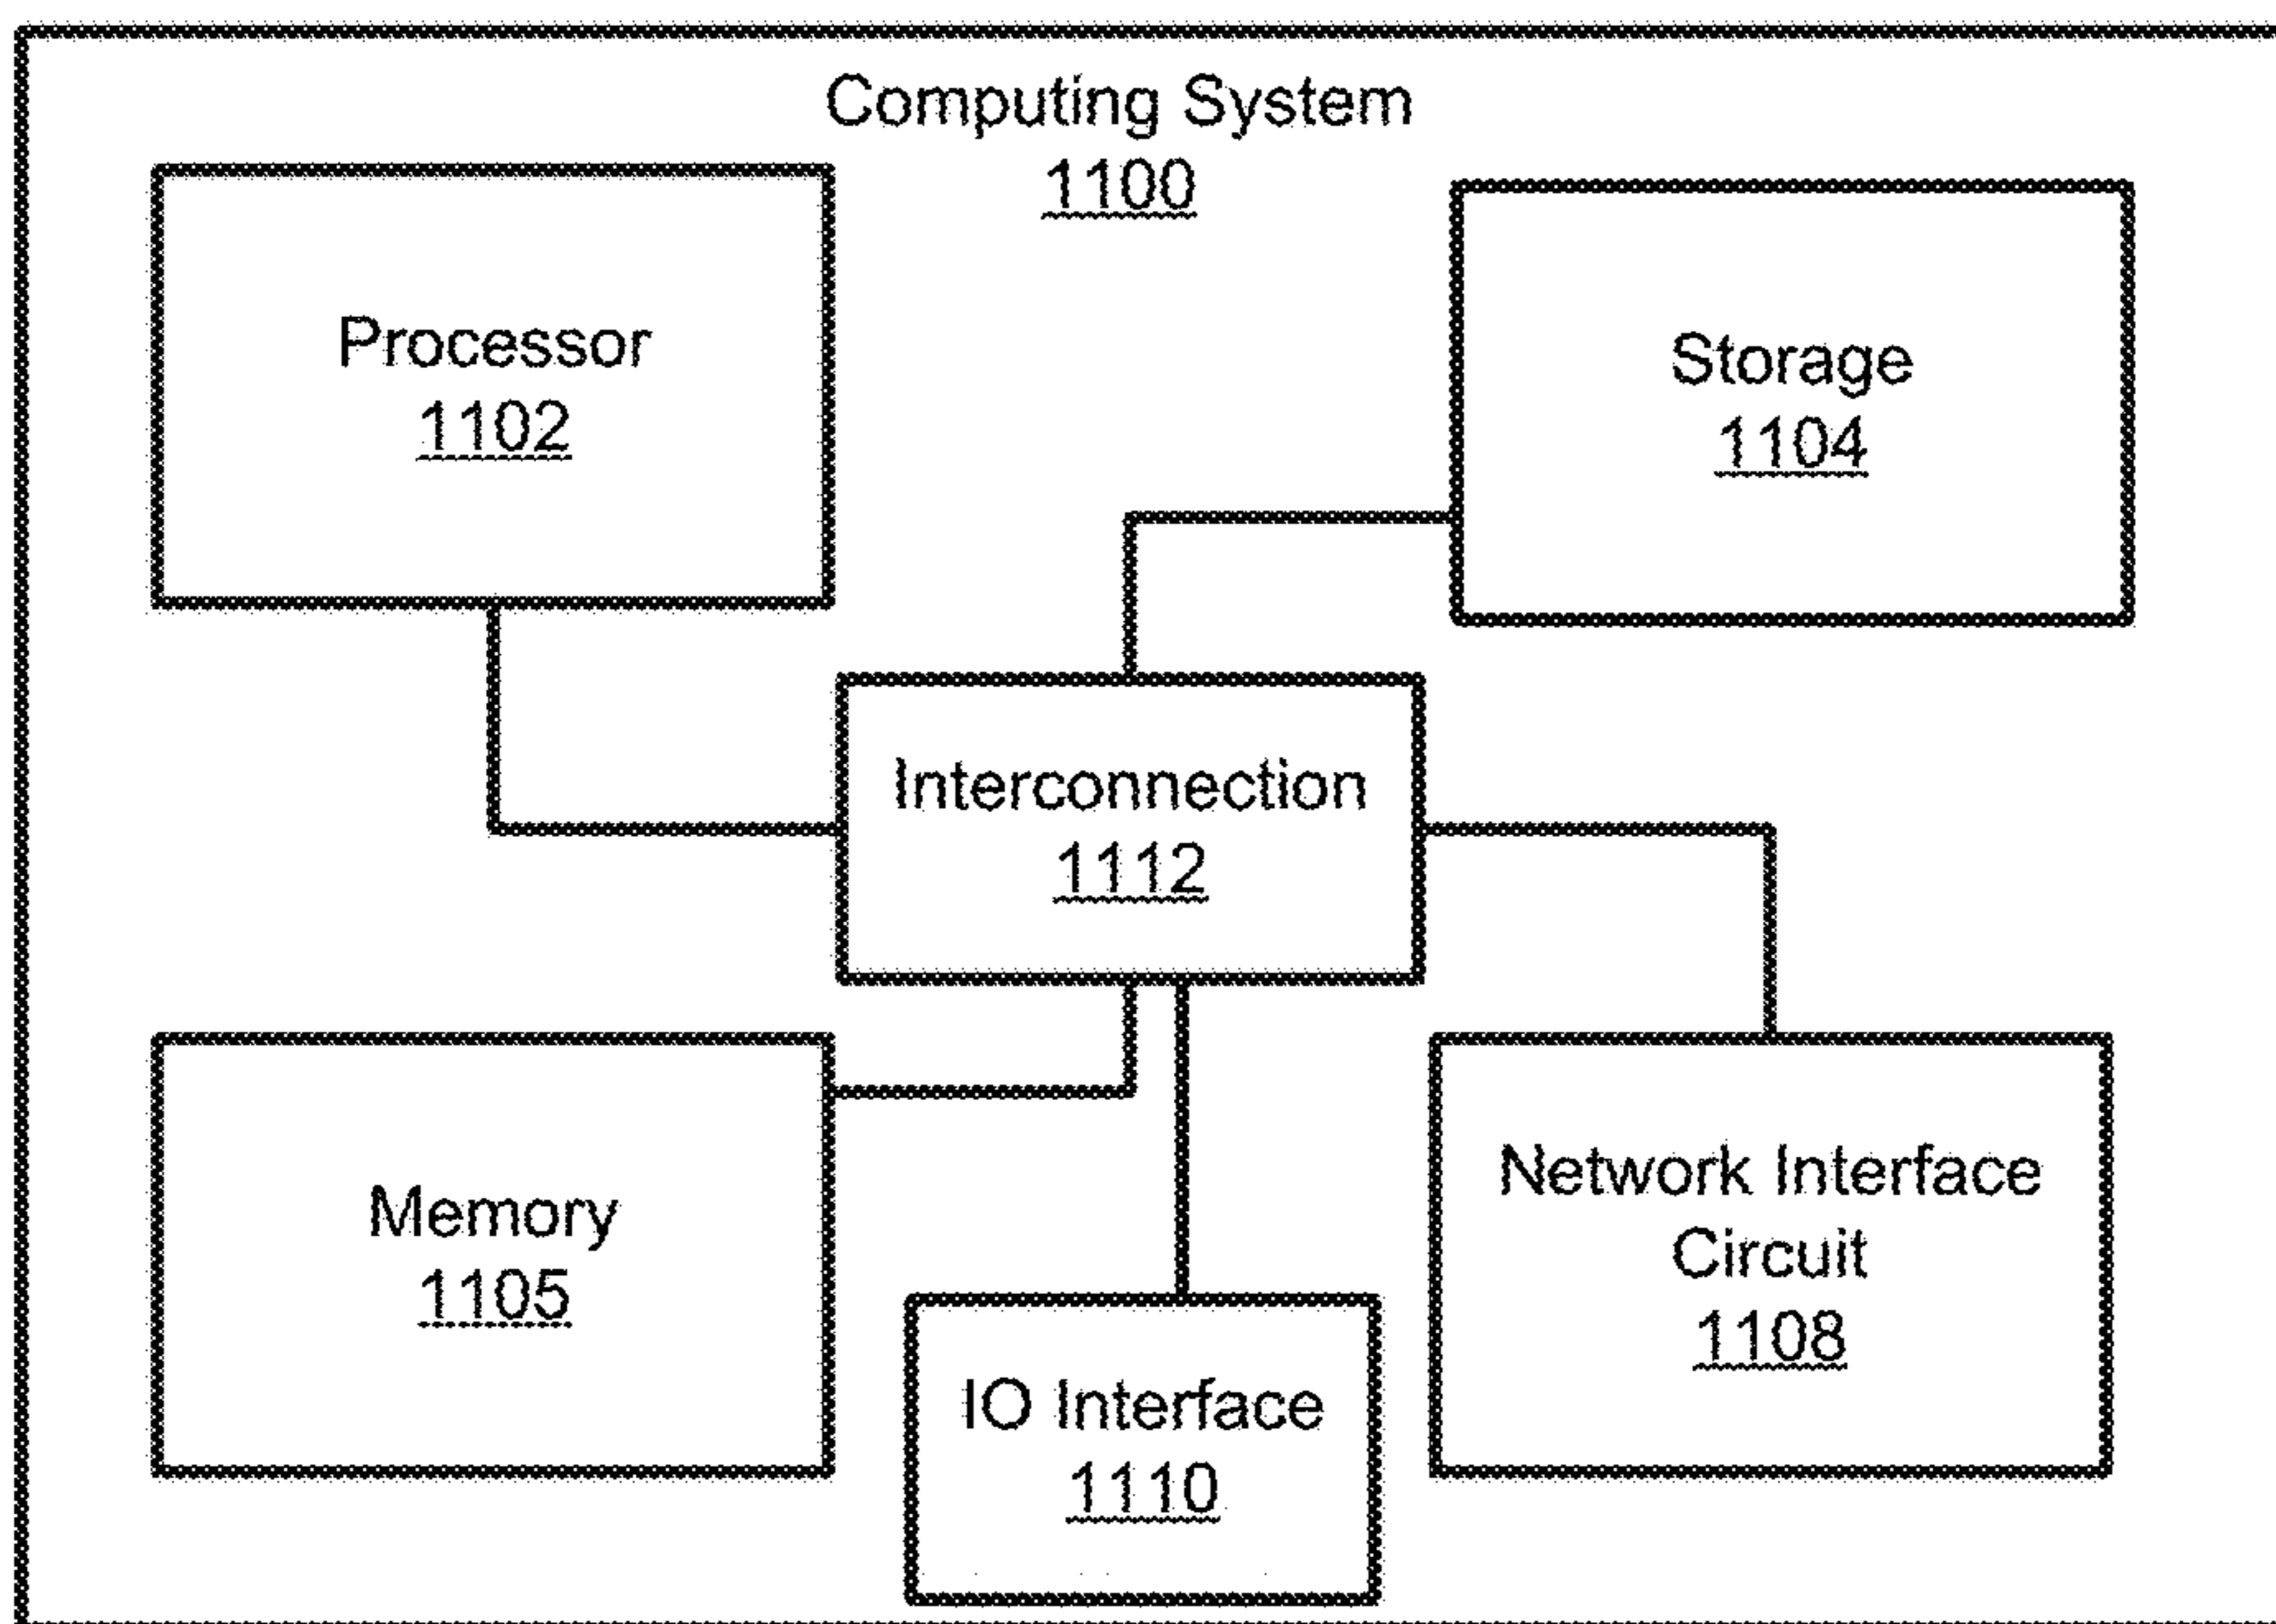 Computing System
1100
Processor
1102
Storage
1104
Interconnection
1112
Memory
1105
Network Interface
Circuit
1108
IO Interface
1110